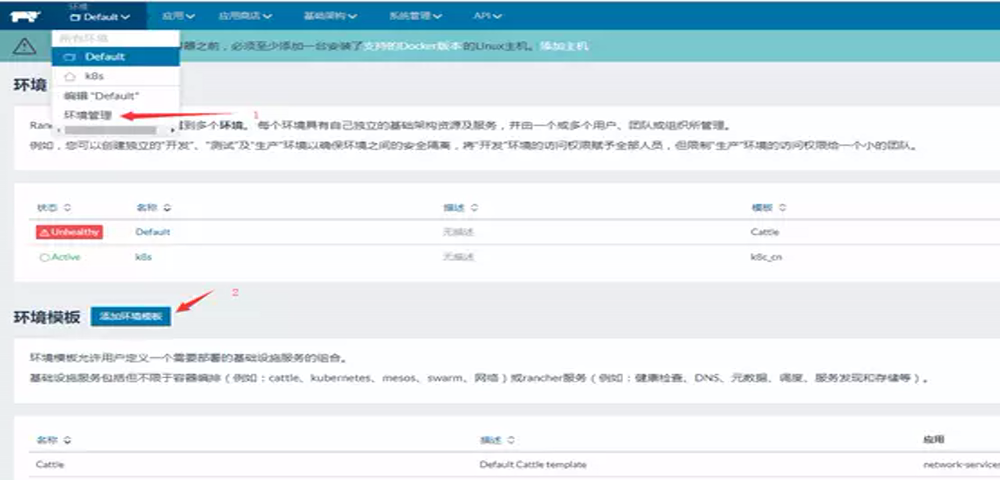 环境
Default
应用
应用商店
基础架构
系统管理
API
所有环境
Default
k8s
编辑 "Default"
环境管理
1
器之前，必须至少添加一台安装了支持的Docker版本的Linux主机。添加主机
环境
Ranc
到多个环境。 每个环境具有自己独立的基础架构资源及服务，并由一个或多个用户、团队或组织所管理。
例如，您可以创建独立的"开发"、"测试"及"生产"环境以确保环境之间的安全隔离，将"开发"环境的访问权限赋予全部人员，但限制"生产"环境的访问权限给一个小的团队。
状态 名称 描述 模板
Unhealthy Default 无描述 Cattle
Active k8s 无描述 k8c_cn
2
环境模板 添加环境模板
环境模板允许用户定义一个需要部署的基础设施服务的组合。
基础设施服务包括但不限于容器编排（例如：cattle、kubernetes、mesos、swarm、网络）或rancher服务（例如：健康检查、DNS、元数据、调度、服务发现和存储等）。
名称 描述 应用
Cattle Default Cattle template network-services